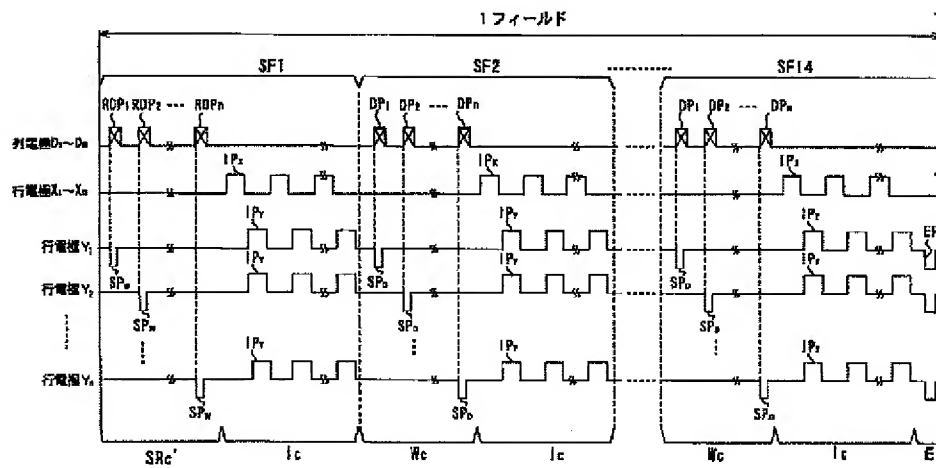 1フィールド
SF1 SF2 -------- SF14
RDP1 RDP2 --- RDPn DP1 DP2 --- DPn DP1 DP2 --- DPn
列電極D1~Dm
IPX IPX IPX
行電極X1~Xn
IPY IPY IPY
行電極Y1 EP
SPW IPY SPD IPY SPD IPY
行電極Y2
SPW SPD SPD
IPY IPY IPY
行電極Yn
SPW SPD SPD
SRc' Ic Wc Ic Wc Ic E